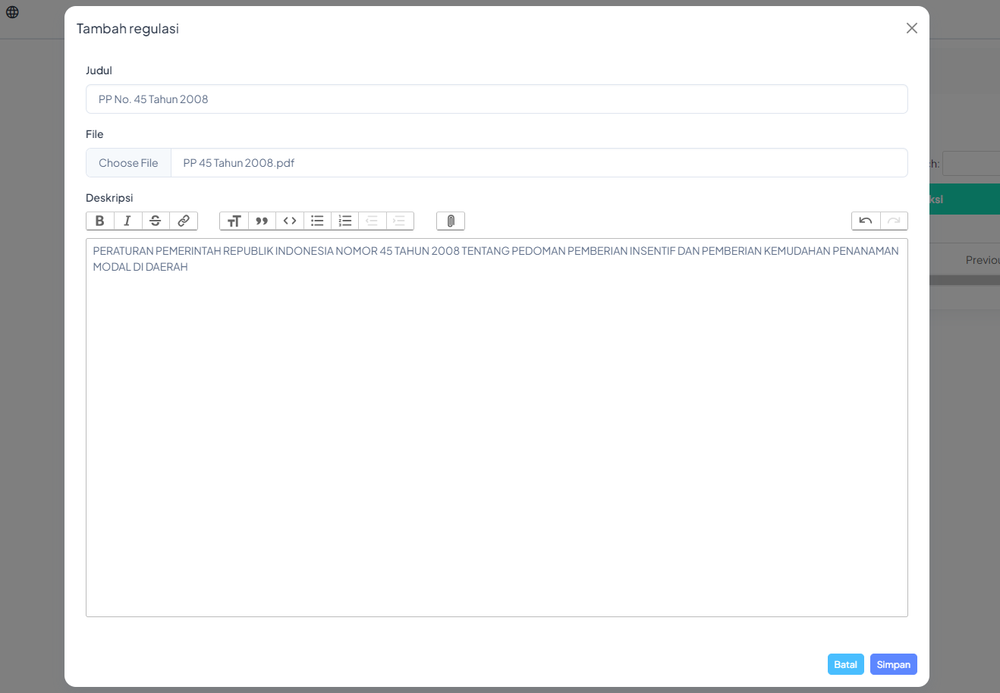 Tambah regulasi
Judul
PP No. 45 Tahun 2008
File
Choose File PP 45 Tahun 2008.pdf
ch:
ksi
Deskripsi
PERATURAN PEMERINTAH REPUBLIK INDONESIA NOMOR 45 TAHUN 2008 TENTANG PEDOMAN PEMBERIAN INSENTIF DAN PEMBERIAN KEMUDAHAN PENANAMAN
MODAL DI DAERAH
Previou
Batal Simpan